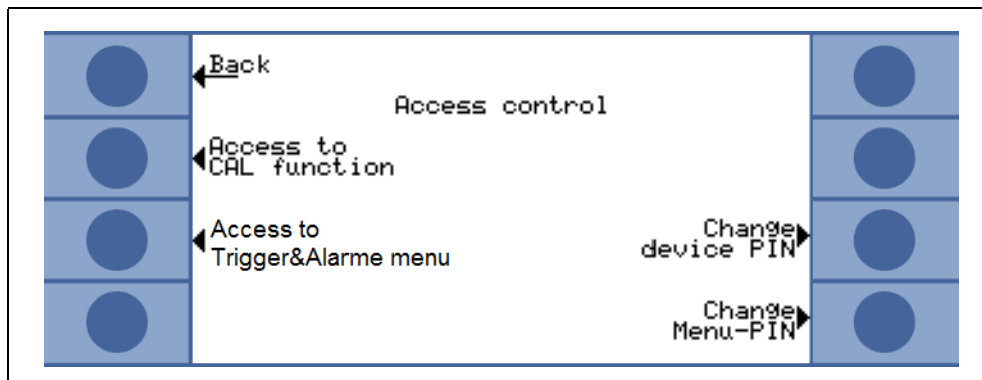 Back
Access control
Access to
CAL function
Access to
Trigger&Alarme menu
Change
device PIN
Change
Menu-PIN